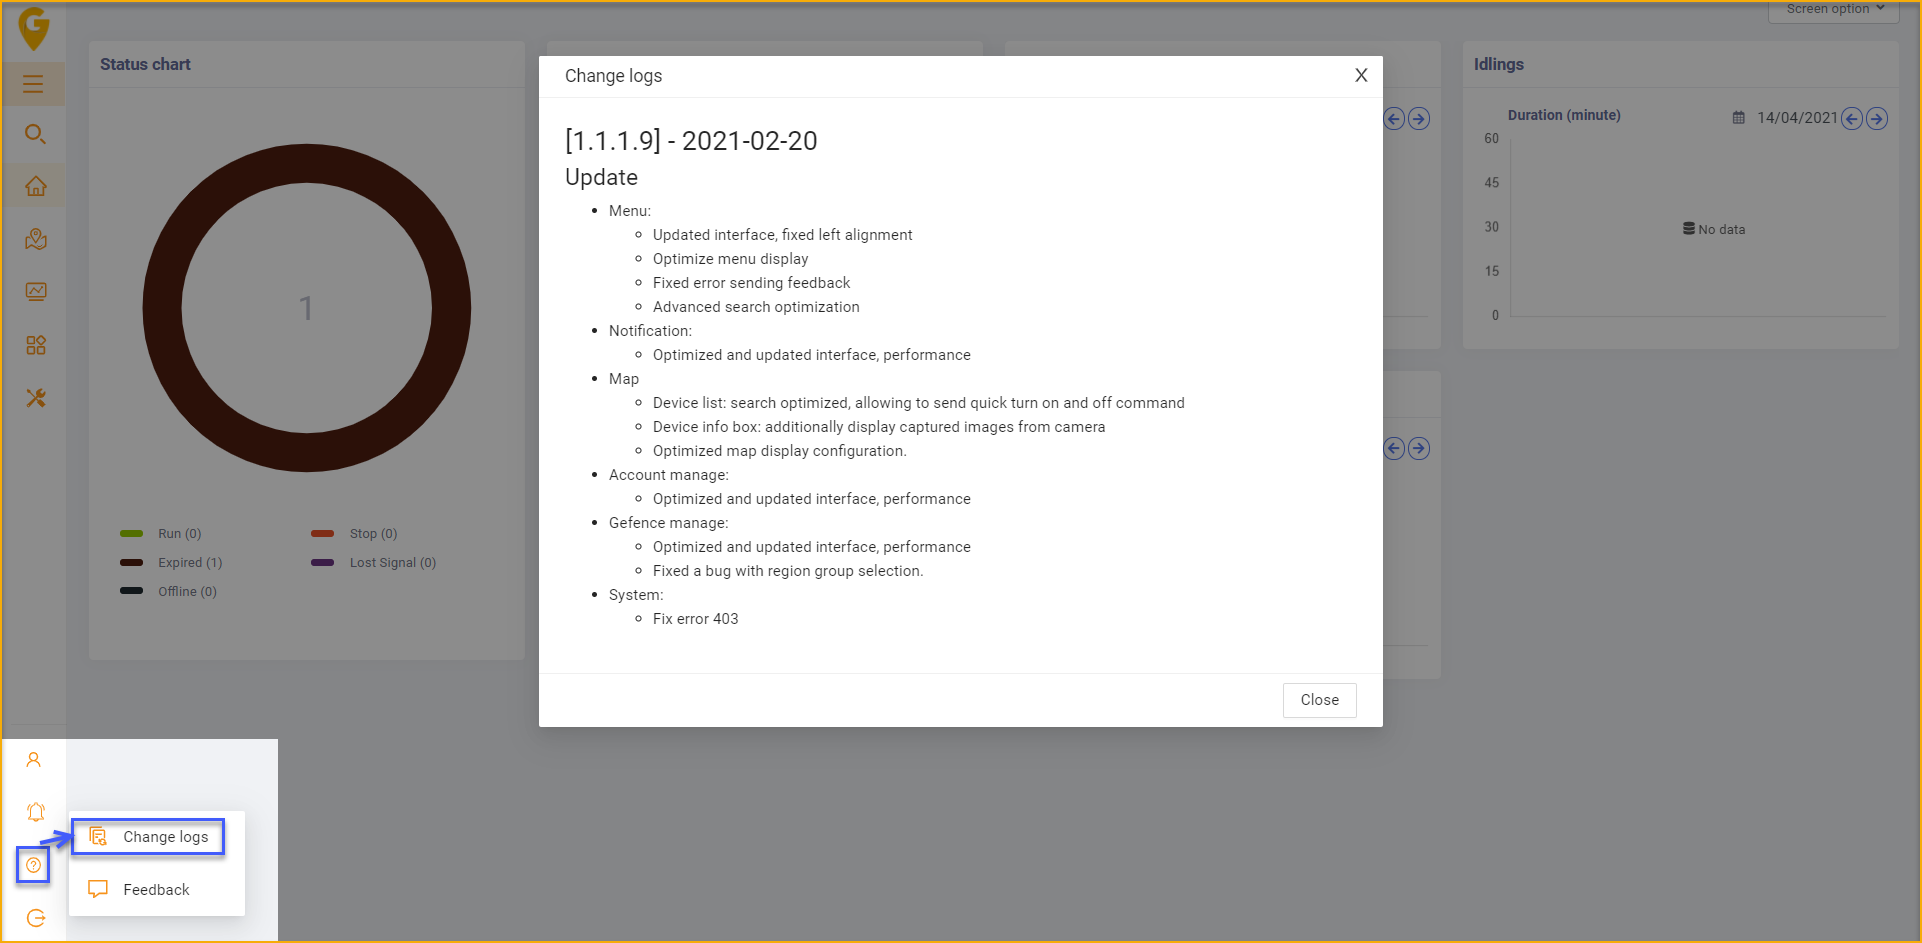 Screen option
Status chart
1
Run (0)
Stop (0)
Expired (1)
Lost Signal (0)
Offline (0)
Change logs
X
[1.1.1.9] - 2021-02-20
Update
Menu:
Updated interface, fixed left alignment
Optimize menu display
Fixed error sending feedback
Advanced search optimization
Notification:
Optimized and updated interface, performance
Map
Device list: search optimized, allowing to send quick turn on and off command
Device info box: additionally display captured images from camera
Optimized map display configuration.
Account manage:
Optimized and updated interface, performance
Gefence manage:
Optimized and updated interface, performance
Fixed a bug with region group selection.
System:
Fix error 403
Close
Idlings
Duration (minute)
14/04/2021
60
45
30
15
0
No data
Change logs
Feedback